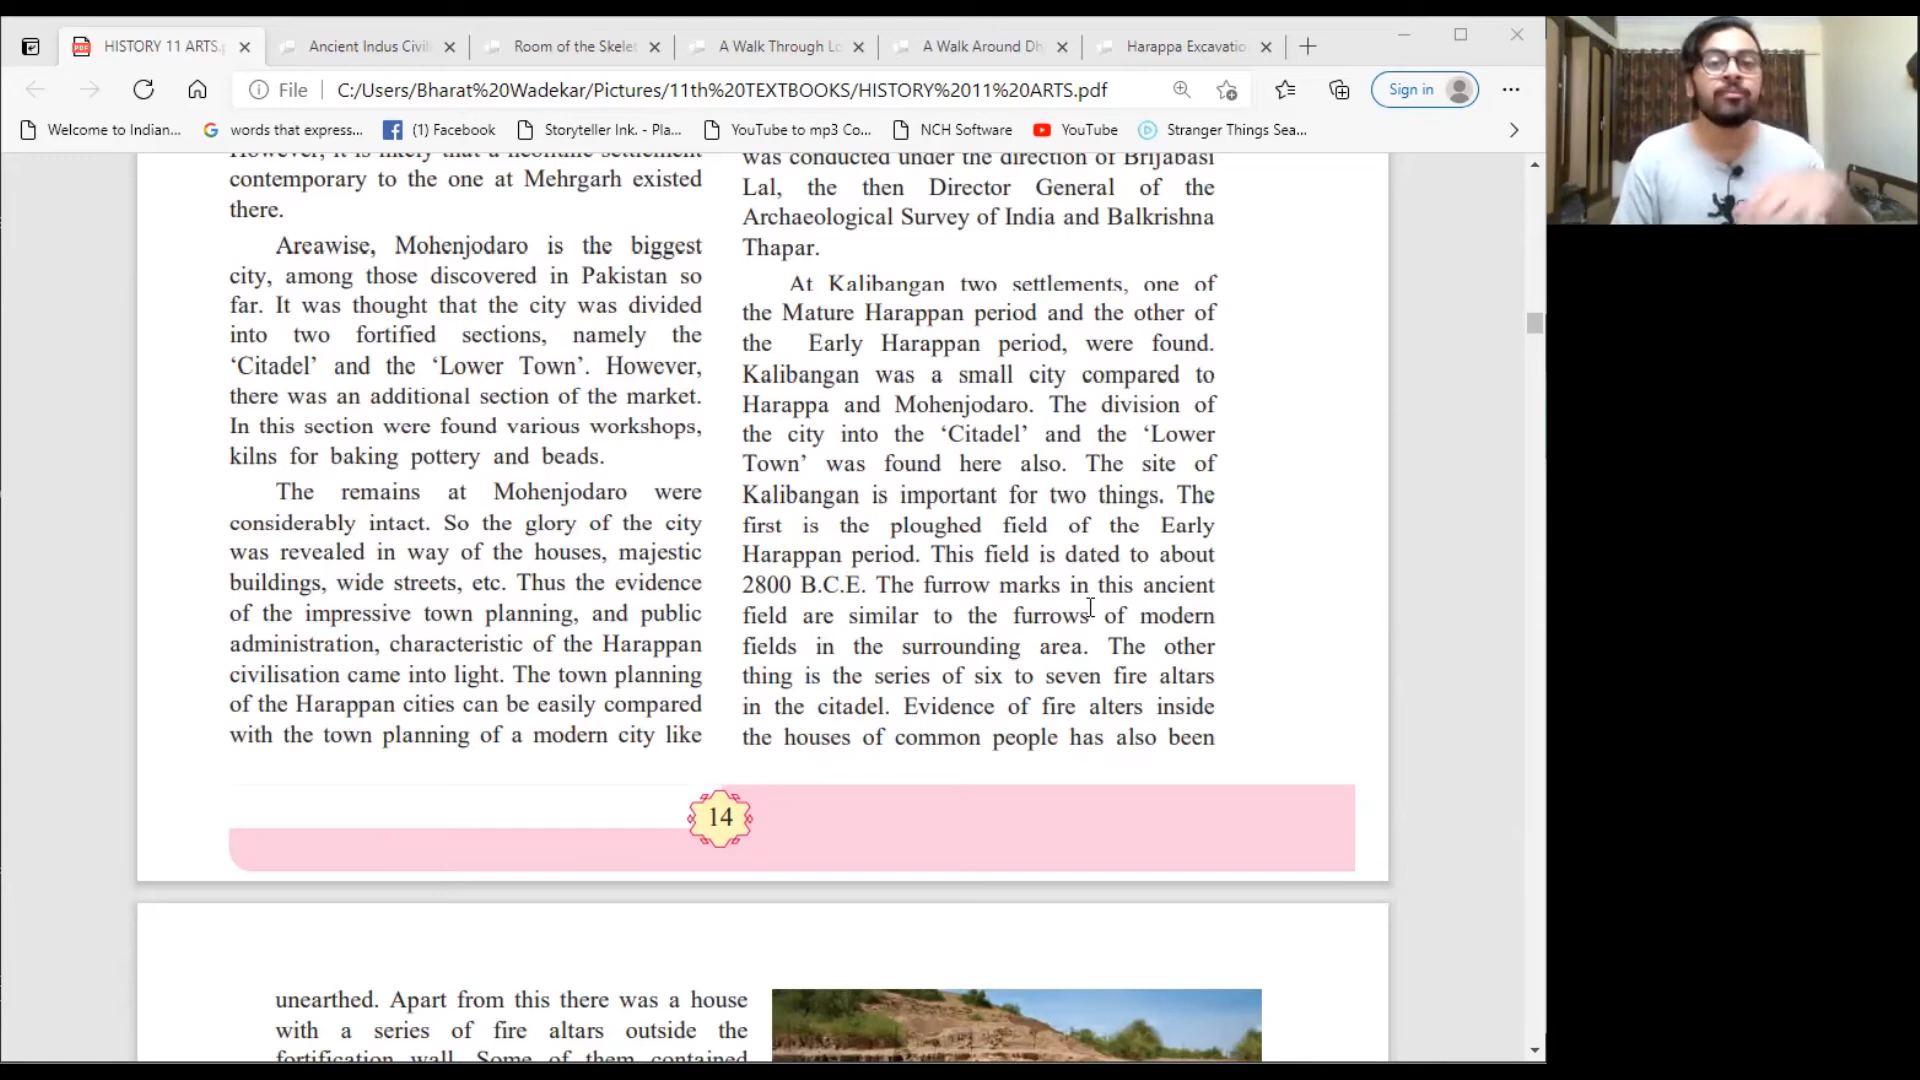 HISTORY 11 ARTS.p
Ancient Indus Civili
Room of the Skelet
A Walk Through Lo
A Walk Around Dh
Harappa Excavatio
File
C:/Users/Bharat%20Wadekar/Pictures/11th%20TEXTBOOKS/HISTORY%2011%20ARTS.pdf
Sign in
Welcome to Indian...
words that express...
(1) Facebook
Storyteller Ink. - Pla...
YouTube to mp3 Co...
NCH Software
YouTube
Stranger Things Sea...
However, it is likely that a neolithic settlement
contemporary to the one at Mehrgarh existed
there.
Areawise, Mohenjodaro is the biggest
city, among those discovered in Pakistan so
far. It was thought that the city was divided
into two fortified sections, namely the
‘Citadel’ and the ‘Lower Town’. However,
there was an additional section of the market.
In this section were found various workshops,
kilns for baking pottery and beads.
The remains at Mohenjodaro were
considerably intact. So the glory of the city
was revealed in way of the houses, majestic
buildings, wide streets, etc. Thus the evidence
of the impressive town planning, and public
administration, characteristic of the Harappan
civilisation came into light. The town planning
of the Harappan cities can be easily compared
with the town planning of a modern city like
was conducted under the direction of Brijabasi
Lal, the then Director General of the
Archaeological Survey of India and Balkrishna
Thapar.
At Kalibangan two settlements, one of
the Mature Harappan period and the other of
the Early Harappan period, were found.
Kalibangan was a small city compared to
Harappa and Mohenjodaro. The division of
the city into the ‘Citadel’ and the ‘Lower
Town’ was found here also. The site of
Kalibangan is important for two things. The
first is the ploughed field of the Early
Harappan period. This field is dated to about
2800 B.C.E. The furrow marks in this ancient
field are similar to the furrows of modern
fields in the surrounding area. The other
thing is the series of six to seven fire altars
in the citadel. Evidence of fire alters inside
the houses of common people has also been
14
unearthed. Apart from this there was a house
with a series of fire altars outside the
fortification wall. Some of them contained